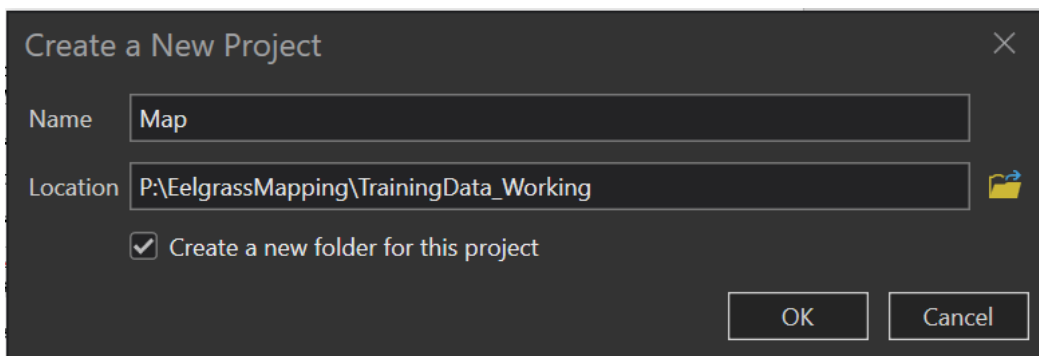 Create a New Project
Name Map
Location P:\EelgrassMapping\TrainingData_Working
Create a new folder for this project
OK Cancel